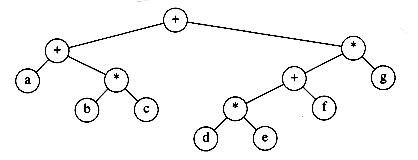 +
+ *
a * + g
b c * f
d e